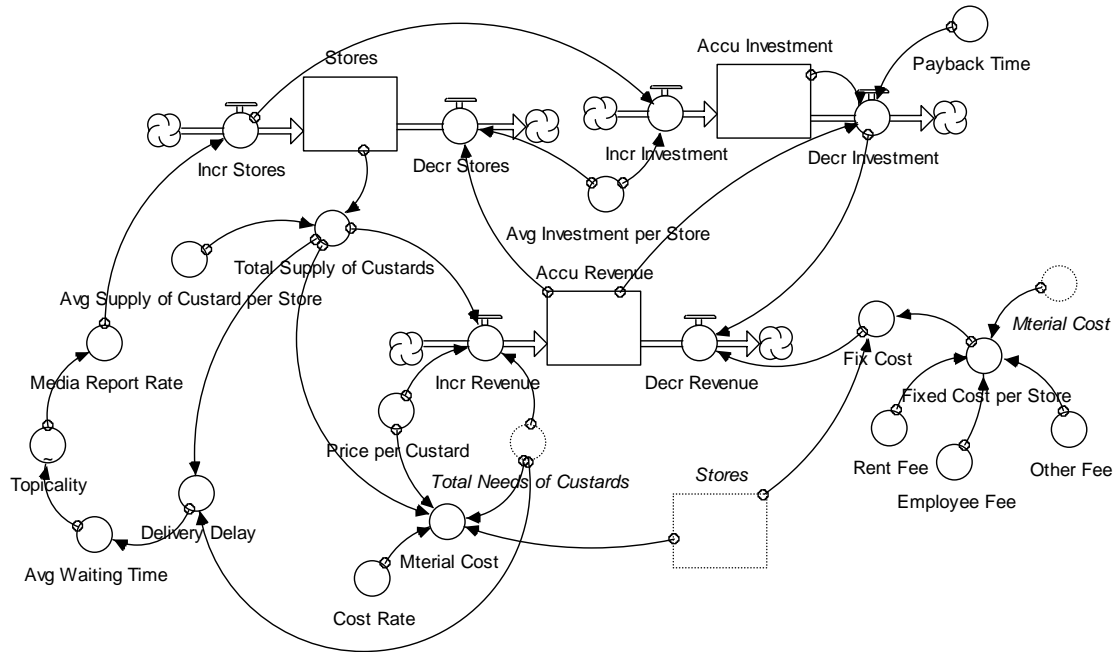 Accu Investment
Stores
Payback Time
Incr Stores
Decr Stores
Incr Investment
Decr Investment
Avg Investment per Store
Total Supply of Custards
Accu Revenue
Avg Supply of Custard per Store
Mterial Cost
Fix Cost
Media Report Rate
Incr Revenue
Decr Revenue
Fixed Cost per Store
Price per Custard
Rent Fee
Other Fee
~
Topicality
Total Needs of Custards
Stores
Employee Fee
Delivery Delay
Mterial Cost
Avg Waiting Time
Cost Rate